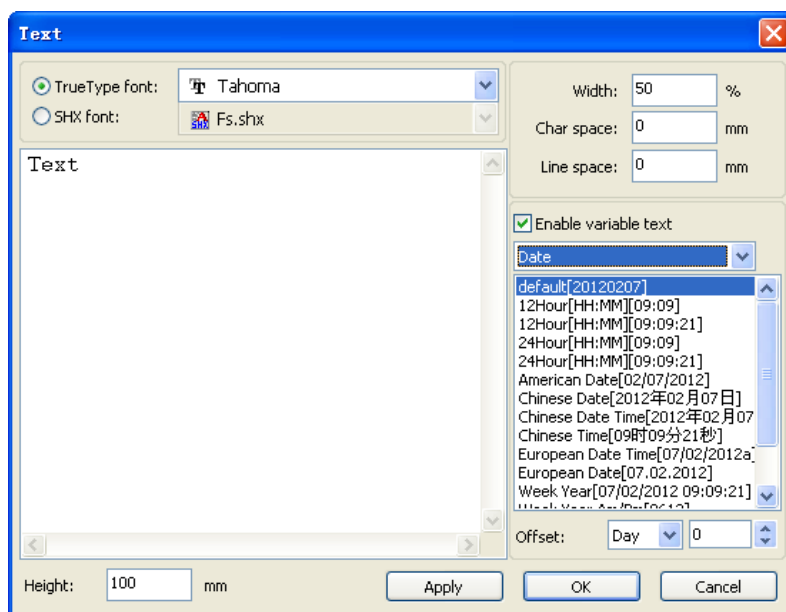 Text
TrueType font:
Tahoma
SHX font:
Fs.shx
Text
Height:
100
mm
Apply
OK
Cancel
Width:
50
%
Char space:
0
mm
Line space:
0
mm
Enable variable text
Date
default[20120207]
12Hour[HH:MM][09:09]
12Hour[HH:MM][09:09:21]
24Hour[HH:MM][09:09]
24Hour[HH:MM][09:09:21]
American Date[02/07/2012]
Chinese Date[2012年02月07日]
Chinese Date Time[2012年02月07
Chinese Time[09时09分21秒]
European Date Time[07/02/2012a]
European Date[07.02.2012]
Week Year[07/02/2012 09:09:21]
Offset:
Day
0